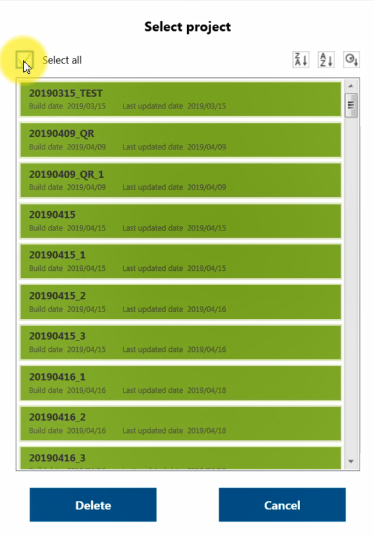 Select project
Select all
20190315_TEST
Build date 2019/03/15 Last updated date 2019/03/15
20190409_QR
Build date 2019/04/09 Last updated date 2019/04/09
20190409_QR_1
Build date 2019/04/09 Last updated date 2019/04/09
20190415
Build date 2019/04/15 Last updated date 2019/04/15
20190415_1
Build date 2019/04/15 Last updated date 2019/04/15
20190415_2
Build date 2019/04/15 Last updated date 2019/04/16
20190415_3
Build date 2019/04/15 Last updated date 2019/04/16
20190416_1
Build date 2019/04/16 Last updated date 2019/04/18
20190416_2
Build date 2019/04/16 Last updated date 2019/04/18
20190416_3
Delete Cancel